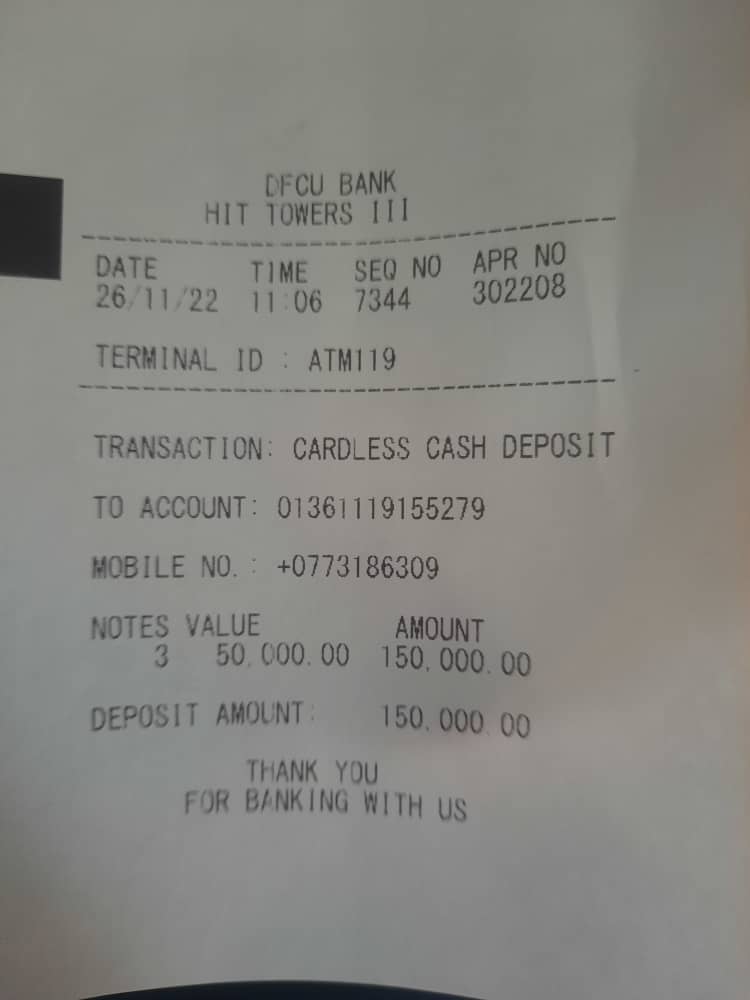 DFCU BANK
HIT TOWERS III
DATE TIME SEQ NO APR NO
26/11/22 11:06 7344 302208
TERMINAL ID : ATM119
TRANSACTION: CARDLESS CASH DEPOSIT
TO ACCOUNT: 01361119155279
MOBILE NO. : +0773186309
NOTES VALUE AMOUNT
3 50,000.00 150,000.00
DEPOSIT AMOUNT: 150,000.00
THANK YOU
FOR BANKING WITH US